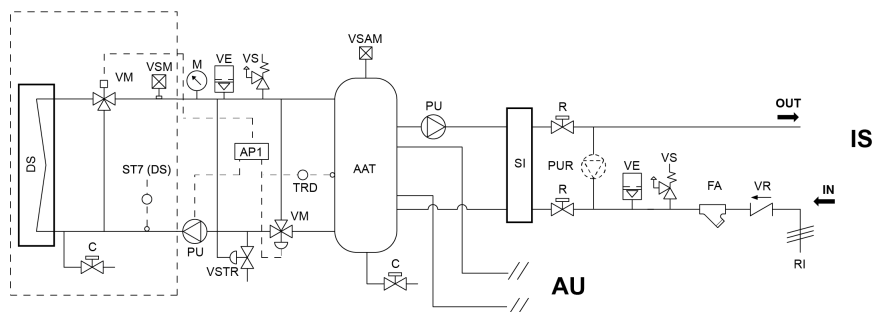 VSAM
VSM
M
VE
VS
VM
PU
R
OUT
IS
DS
ST7 (DS)
AP1
TRD
AAT
SI
PUR
VE
VS
FA
VR
IN
R
VM
C
PU
VSTR
C
AU
RI